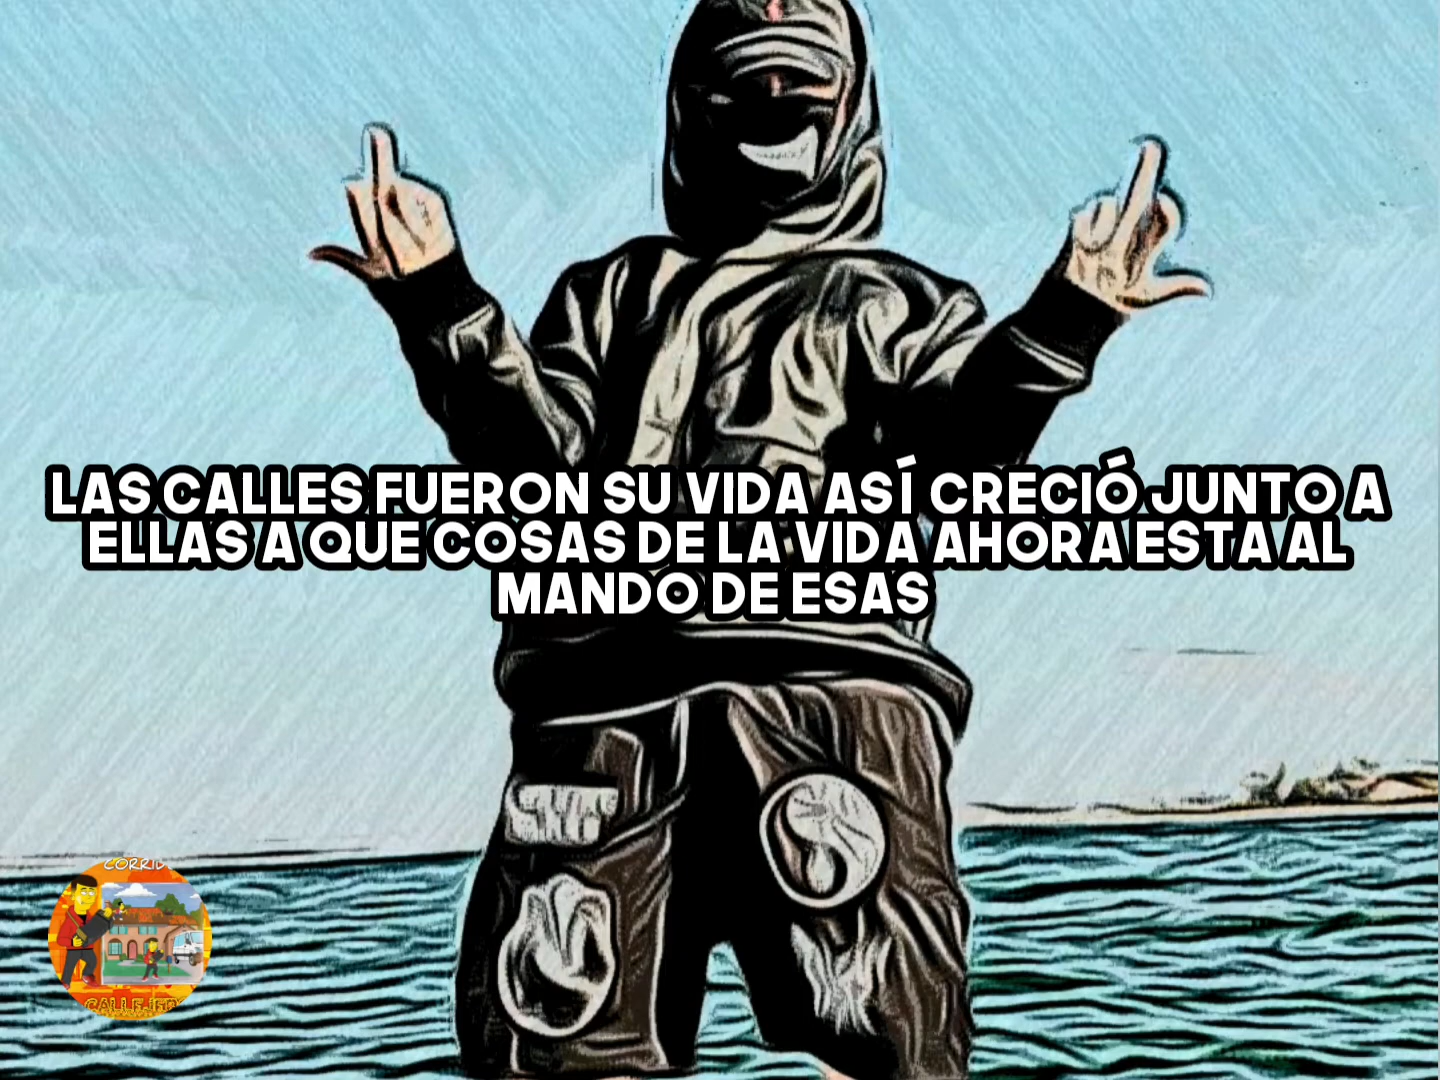 LAS CALLES FUERON SU VIDA ASÍ CRECIÓ JUNTO A
ELLAS A QUE COSAS DE LA VIDA AHORA ESTA AL
MANDO DE ESAS
CORRID
CALLEJER